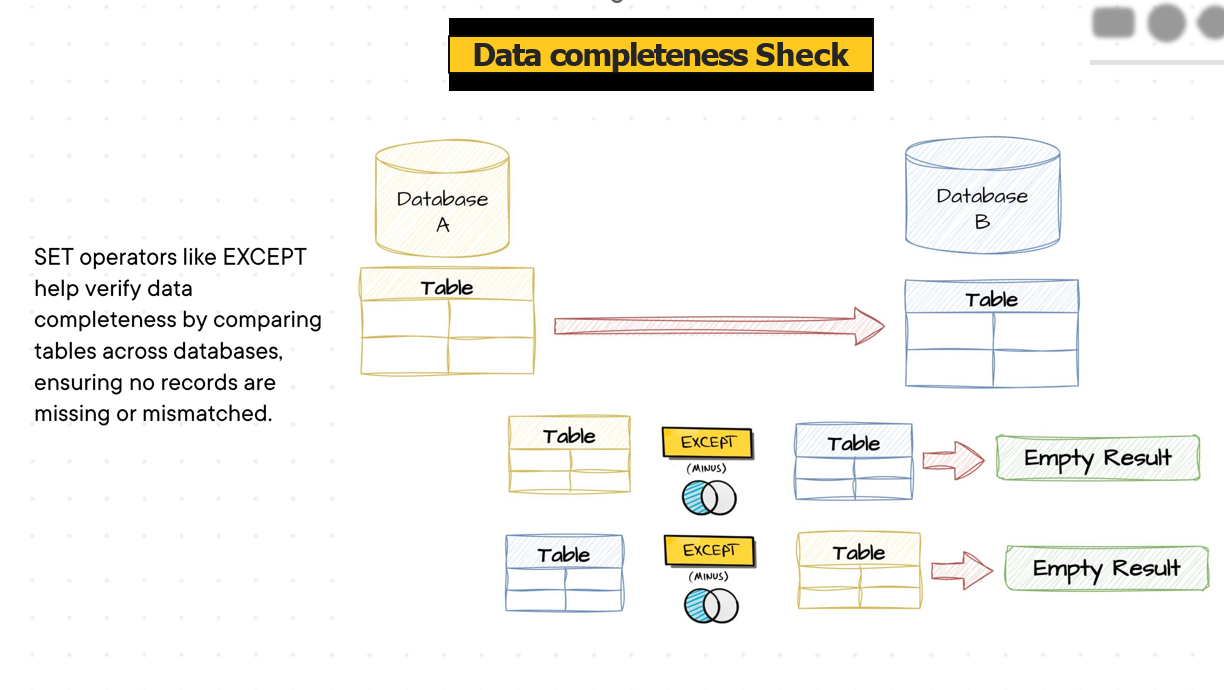 Data completeness Sheck
Database
A
Database
B
SET operators like EXCEPT
help verify data
completeness by comparing
tables across databases,
ensuring no records are
missing or mismatched.
Table
Table
Table
EXCEPT
(MINUS)
Table
Empty Result
Table
EXCEPT
(MINUS)
Table
Empty Result